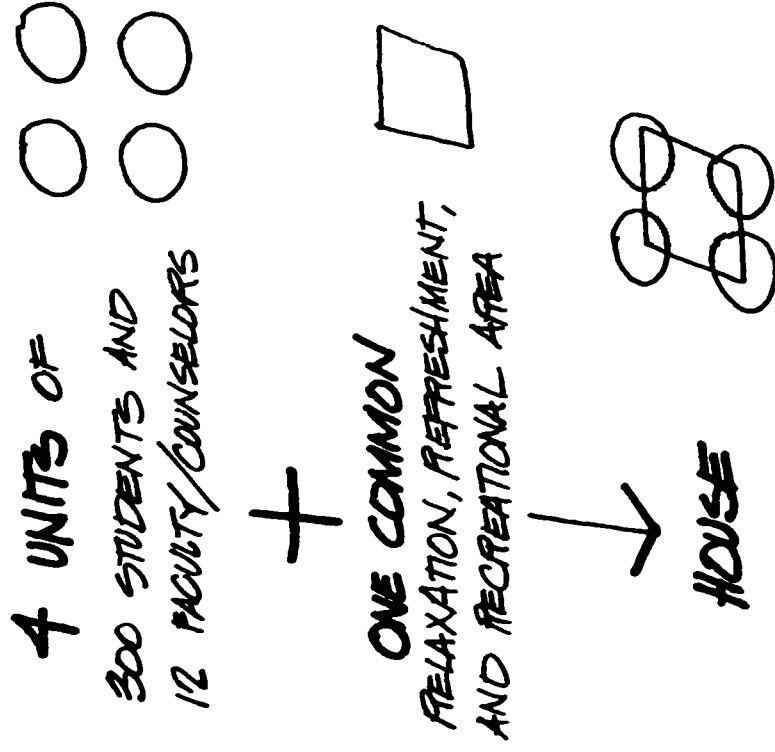 4 UNITS OF
300 STUDENTS AND
12 FACULTY/COUNSELORS
+
ONE COMMON
RELAXATION, REFRESHMENT,
AND RECREATIONAL AREA
HOUSE